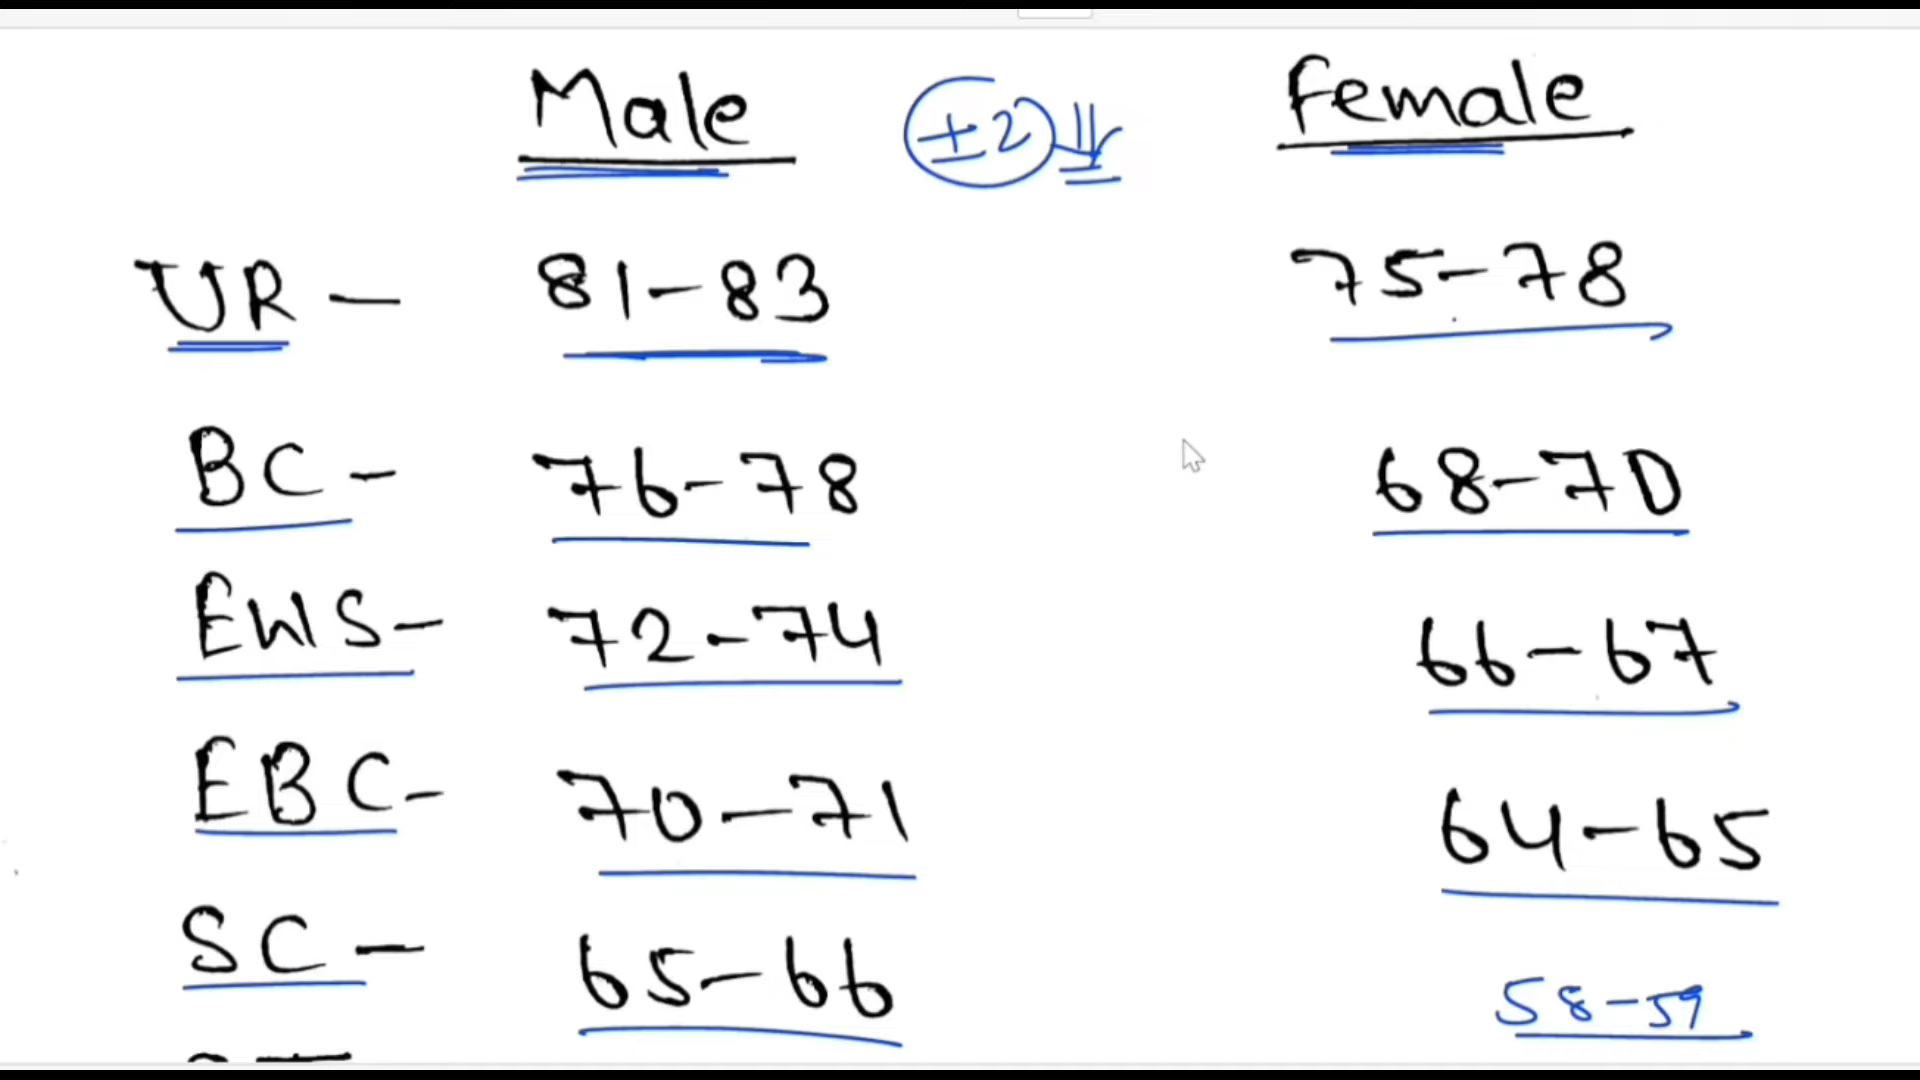 Male ±2 Female
UR - 81-83 75-78
BC - 76-78 68-70
EWS - 72-74 66-67
EBC - 70-71 64-65
SC - 65-66 58-59